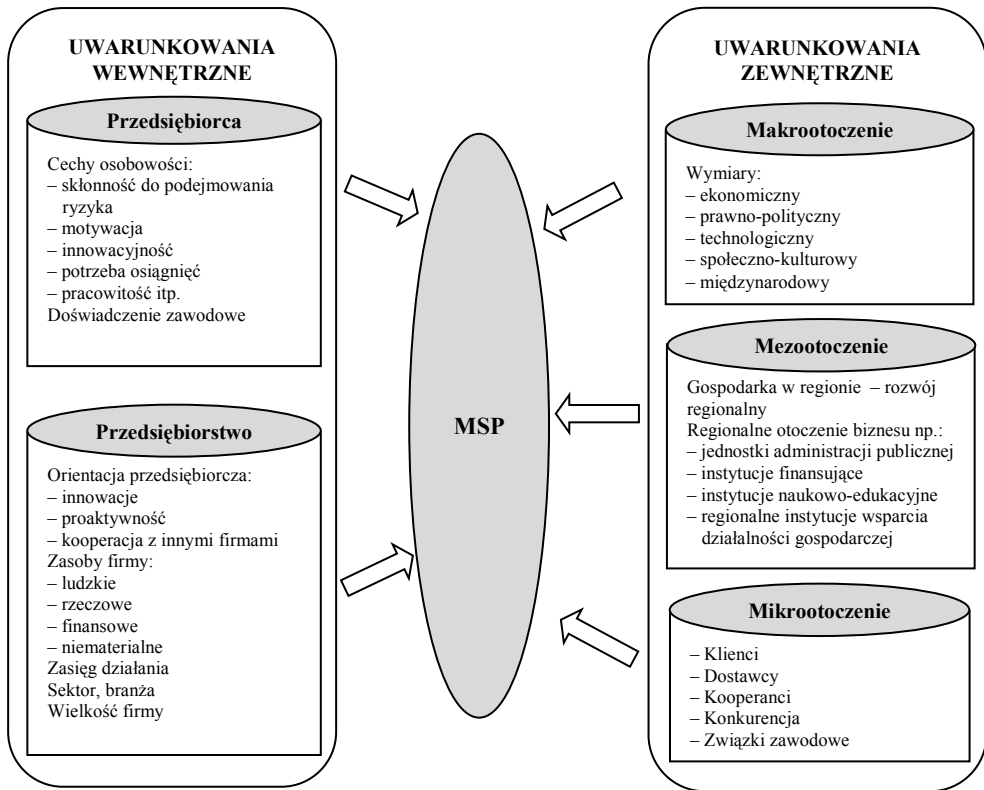 UWARUNKOWANIA
WEWNĘTRZNE
Przedsiębiorca
Cechy osobowości:
– skłonność do podejmowania
ryzyka
– motywacja
– innowacyjność
– potrzeba osiągnięć
– pracowitość itp.
Doświadczenie zawodowe
Przedsiębiorstwo
Orientacja przedsiębiorcza:
– innowacje
– proaktywność
– kooperacja z innymi firmami
Zasoby firmy:
– ludzkie
– rzeczowe
– finansowe
– niematerialne
Zasięg działania
Sektor, branża
Wielkość firmy
MSP
UWARUNKOWANIA
ZEWNĘTRZNE
Makrootoczenie
Wymiary:
– ekonomiczny
– prawno-polityczny
– technologiczny
– społeczno-kulturowy
– międzynarodowy
Mezootoczenie
Gospodarka w regionie – rozwój
regionalny
Regionalne otoczenie biznesu np.:
– jednostki administracji publicznej
– instytucje finansujące
– instytucje naukowo-edukacyjne
– regionalne instytucje wsparcia
działalności gospodarczej
Mikrootoczenie
– Klienci
– Dostawcy
– Kooperanci
– Konkurencja
– Związki zawodowe